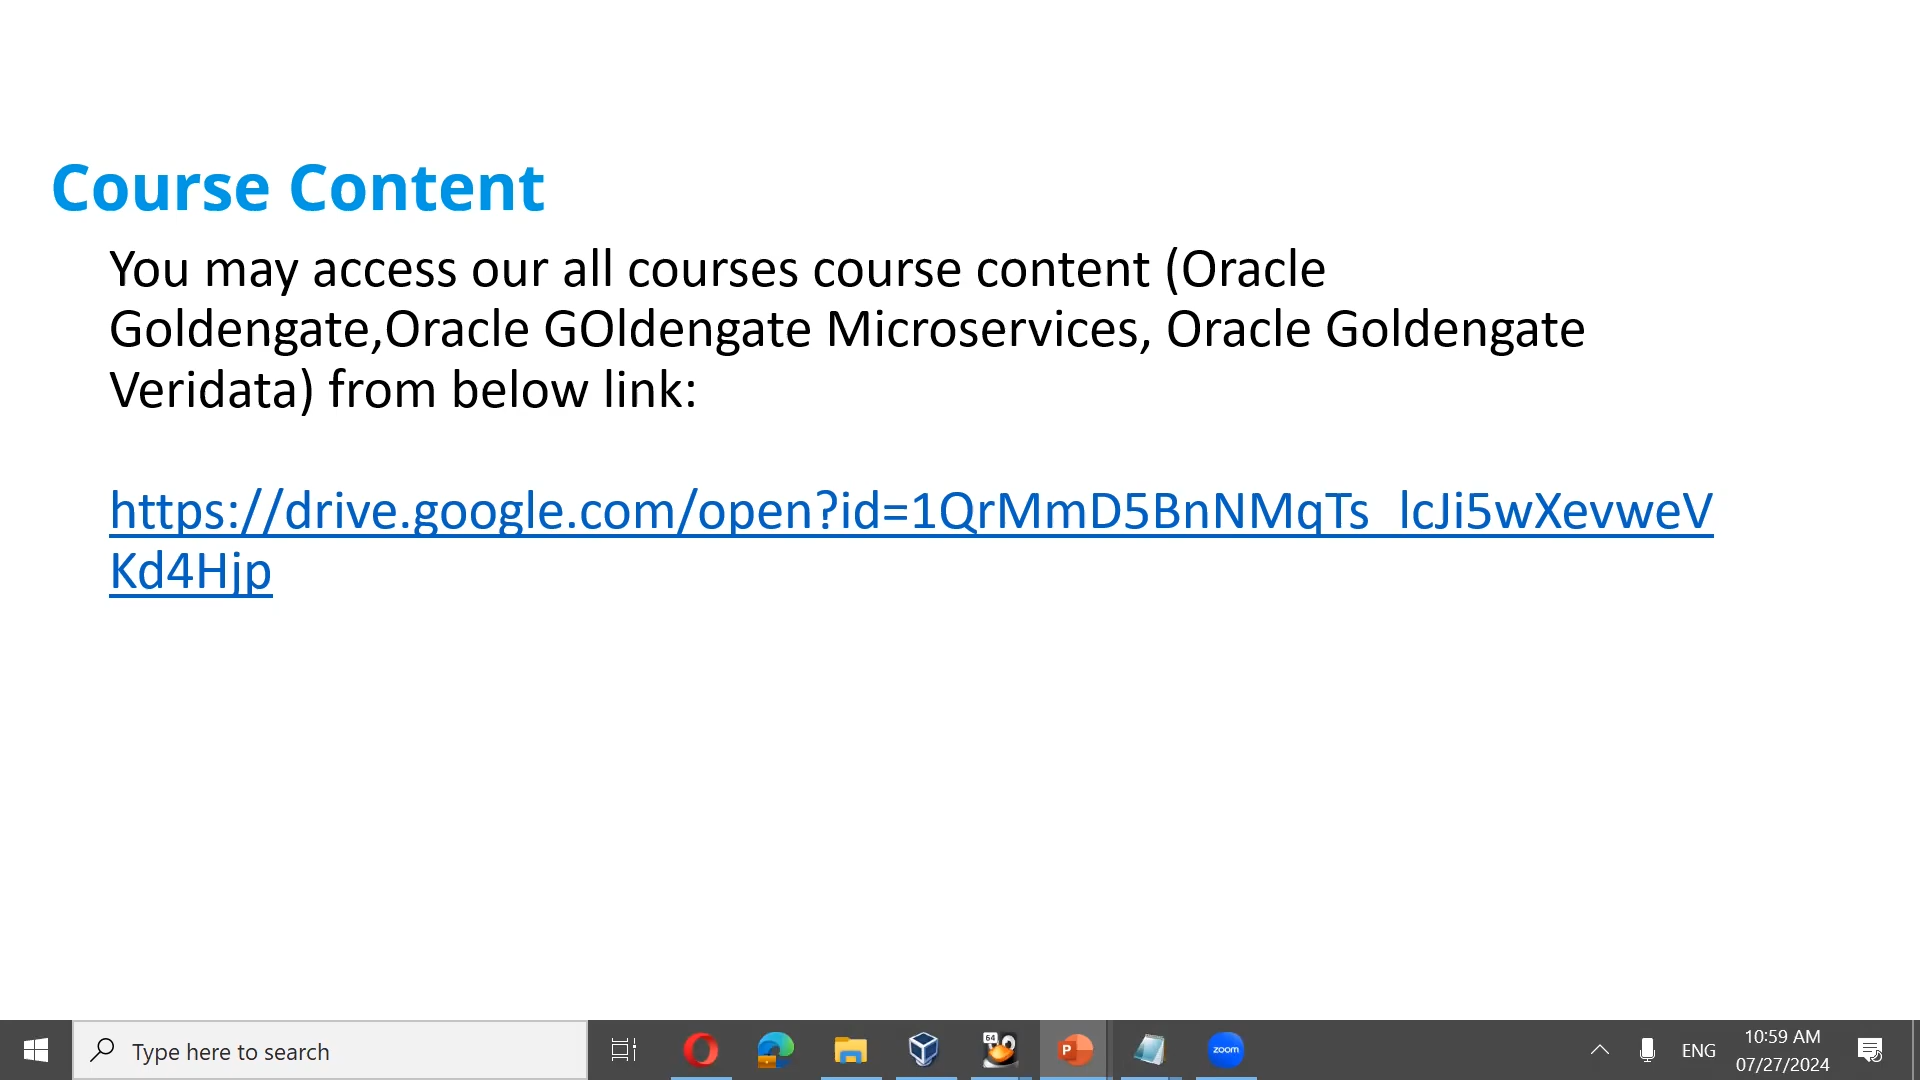 Course Content
You may access our all courses course content (Oracle
Goldengate,Oracle GOldengate Microservices, Oracle Goldengate
Veridata) from below link:
https://drive.google.com/open?id=1QrMmD5BnNMqTs_lcJi5wXevweV
Kd4Hjp
Type here to search
64
P
zoom
ENG
10:59 AM
07/27/2024